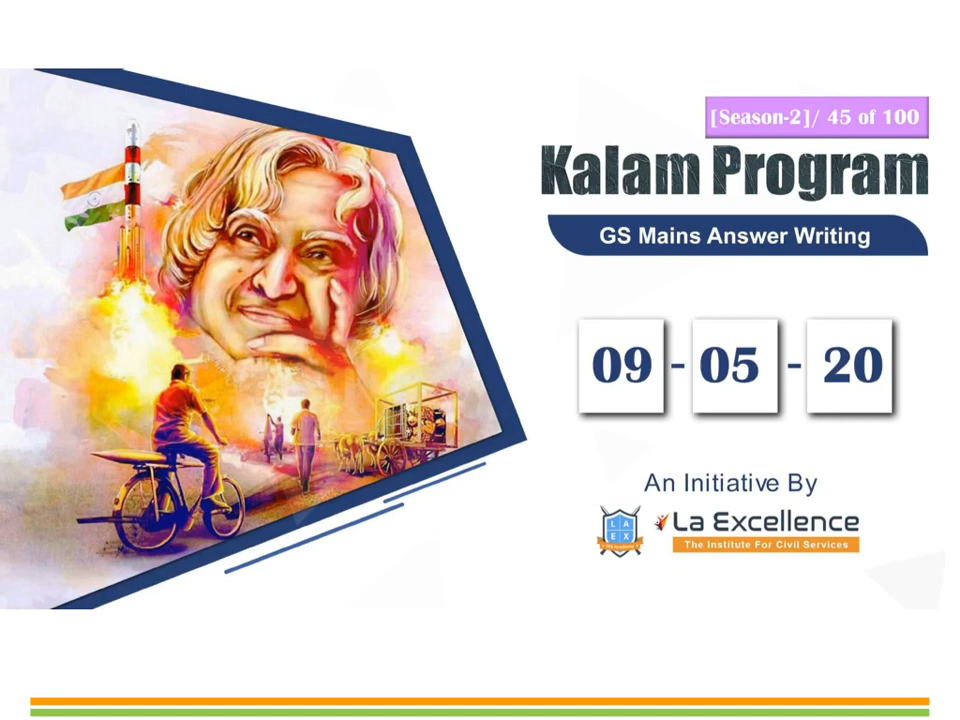 [Season-2]/ 45 of 100
Kalam Program
GS Mains Answer Writing
09 - 05 - 20
An Initiative By
L A
E X
La Excellence
The Institute For Civil Services